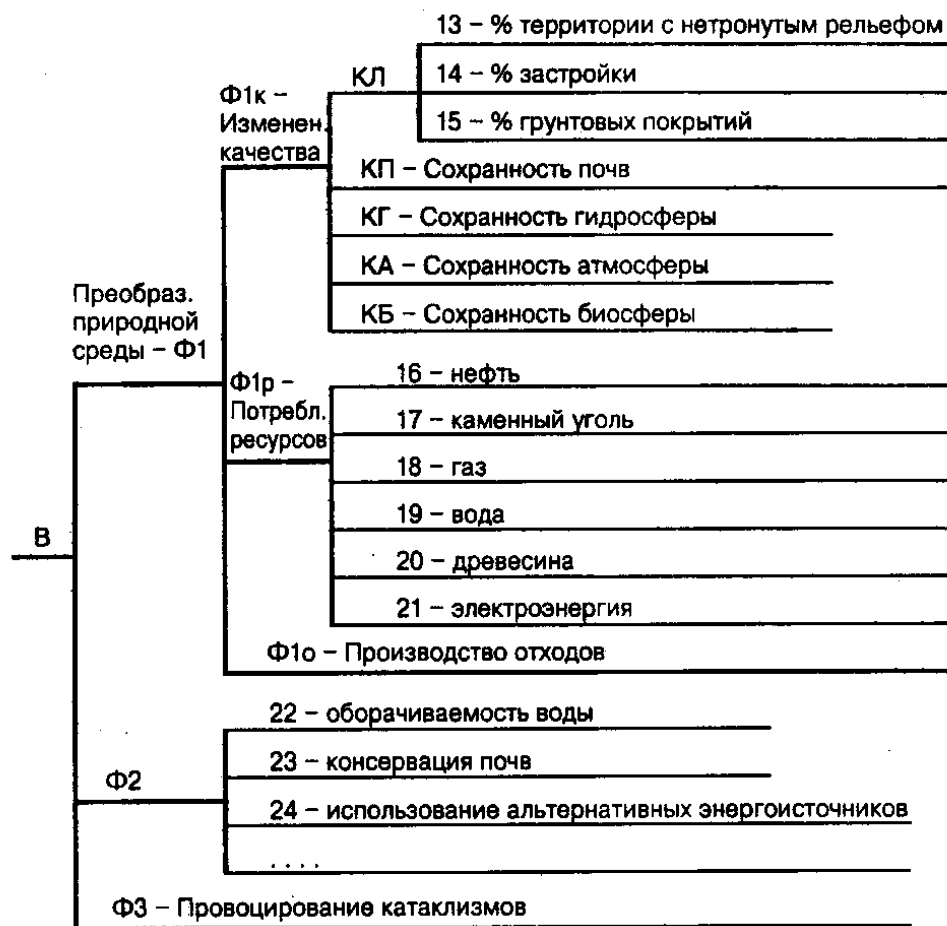 13 – % территории с нетронутым рельефом
КЛ
14 – % застройки
Ф1к –
Изменен.
качества
15 – % грунтовых покрытий
КП – Сохранность почв
КГ – Сохранность гидросферы
КА – Сохранность атмосферы
КБ – Сохранность биосферы
Преобраз.
природной
среды – Ф1
Ф1р –
Потребл.
ресурсов
16 – нефть
17 – каменный уголь
18 – газ
19 – вода
20 – древесина
21 – электроэнергия
В
Ф1о – Производство отходов
22 – оборачиваемость воды
23 – консервация почв
Ф2
24 – использование альтернативных энергоисточников
. . . .
Ф3 – Провоцирование катаклизмов